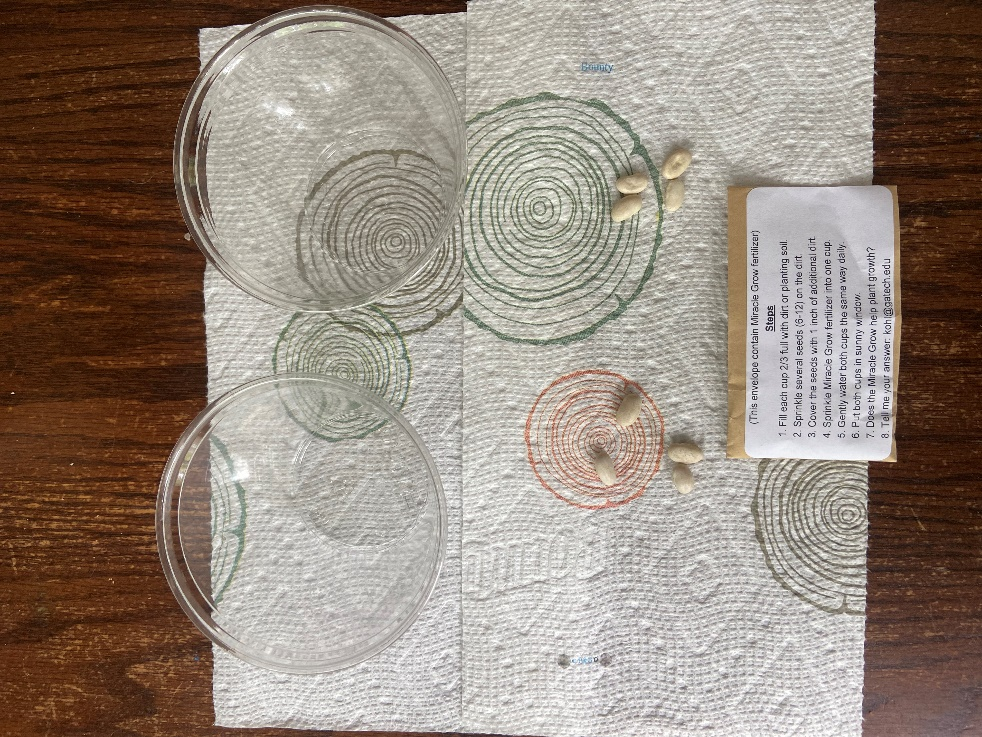 Bounty
(This envelope contain Miracle Grow fertilizer)
Steps
1. Fill each cup 2/3 full with dirt or planting soil.
2. Sprinkle several seeds (6-12) on the dirt.
3. Cover the seeds with 1 inch of additional dirt.
4. Sprinkle Miracle Grow fertilizer into one cup.
5. Gently water both cups the same way daily.
6. Put both cups in sunny window.
7. Does the Miracle Grow help plant growth?
8. Tell me your answer: kohl@gatech.edu